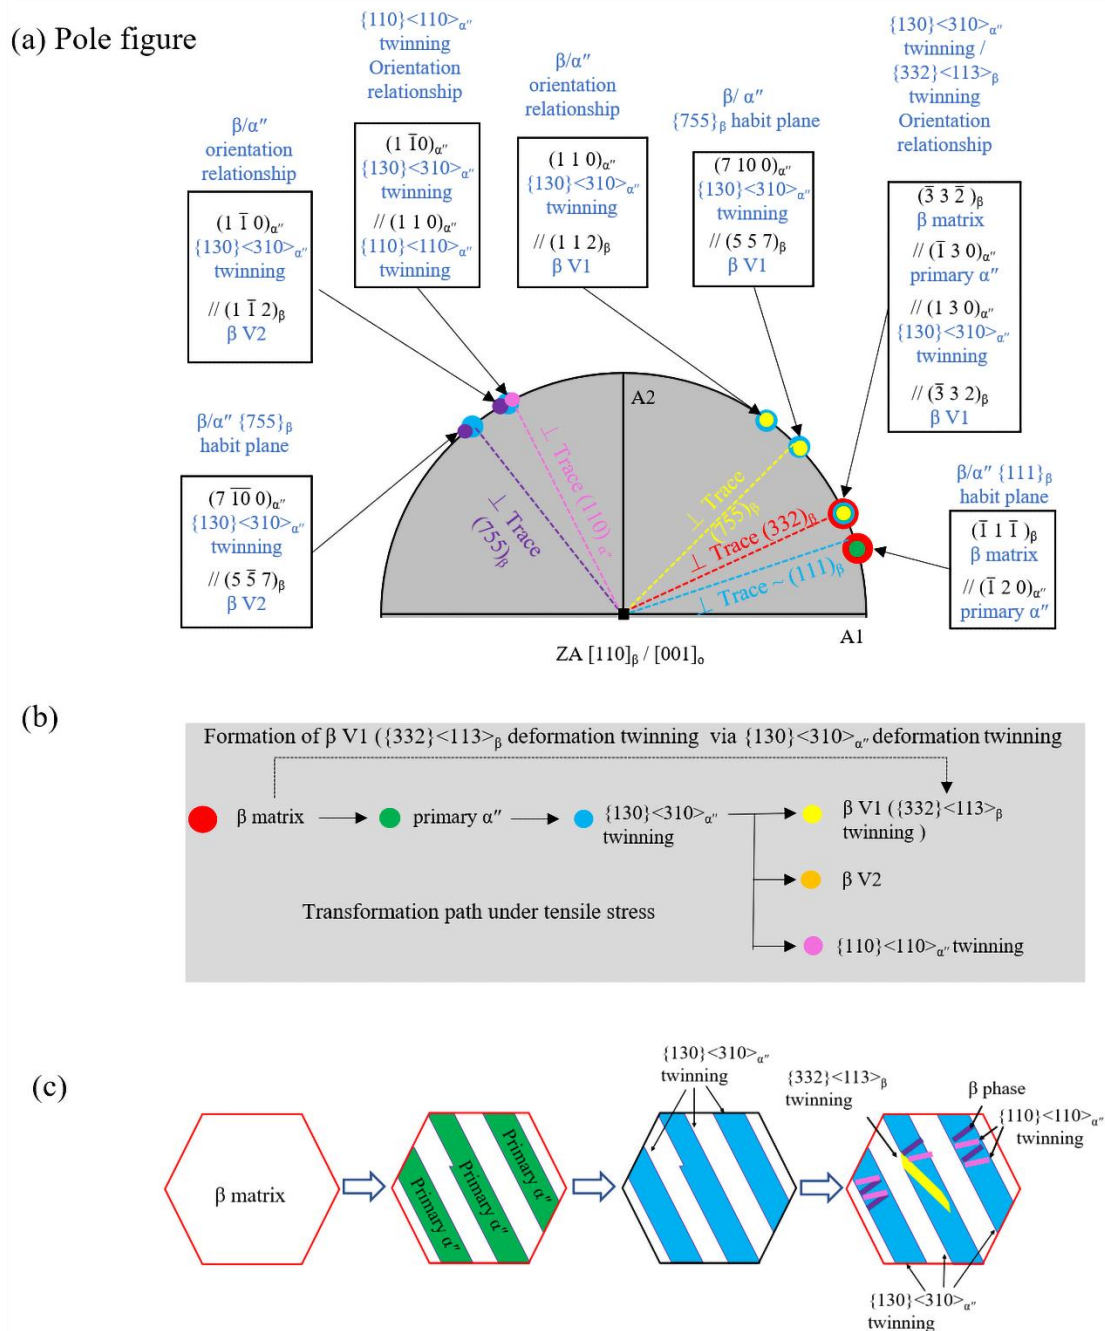 (a) Pole figure
β/α″
orientation
relationship
(1 1̅ 0)α″
{130}<310>α″
twinning
// (1 1̅ 2)β
β V2
{110}<110>α″
twinning
Orientation
relationship
(1 1̅0)α″
{130}<310>α″
twinning
// (1 1 0)α″
{110}<110>α″
twinning
β/α″
orientation
relationship
(1 1 0)α″
{130}<310>α″
twinning
// (1 1 2)β
β V1
β/ α″
{755}β habit plane
(7 10 0)α″
{130}<310>α″
twinning
// (5 5 7)β
β V1
{130}<310>α″
twinning /
{332}<113>β
twinning
Orientation
relationship
(3̅ 3 2̅)β
β matrix
// (1̅ 3 0)α″
primary α″
// (1 3 0)α″
{130}<310>α″
twinning
// (3̅ 3 2)β
β V1
β/α″ {755}β
habit plane
(7 1̅0̅ 0)α″
{130}<310>α″
twinning
// (5 5̅ 7)β
β V2
β/α″ {111}β
habit plane
(1̅ 1 1̅)β
β matrix
// (1̅ 2 0)α″
primary α″
A2
⊥ Trace
(755)β
⊥ Trace (110)α″
⊥ Trace
(755)β
⊥ Trace (332)β
⊥ Trace ~ (111)β
A1
ZA [110]β / [001]o
(b)
Formation of β V1 ({332}<113>β deformation twinning via {130}<310>α″ deformation twinning
β matrix
primary α″
{130}<310>α″
twinning
β V1 ({332}<113>β
twinning )
β V2
{110}<110>α″ twinning
Transformation path under tensile stress
(c)
β matrix
Primary α″
Primary α″
Primary α″
{130}<310>α″
twinning
{332}<113>β
twinning
β phase
{110}<110>α″
twinning
{130}<310>α″
twinning